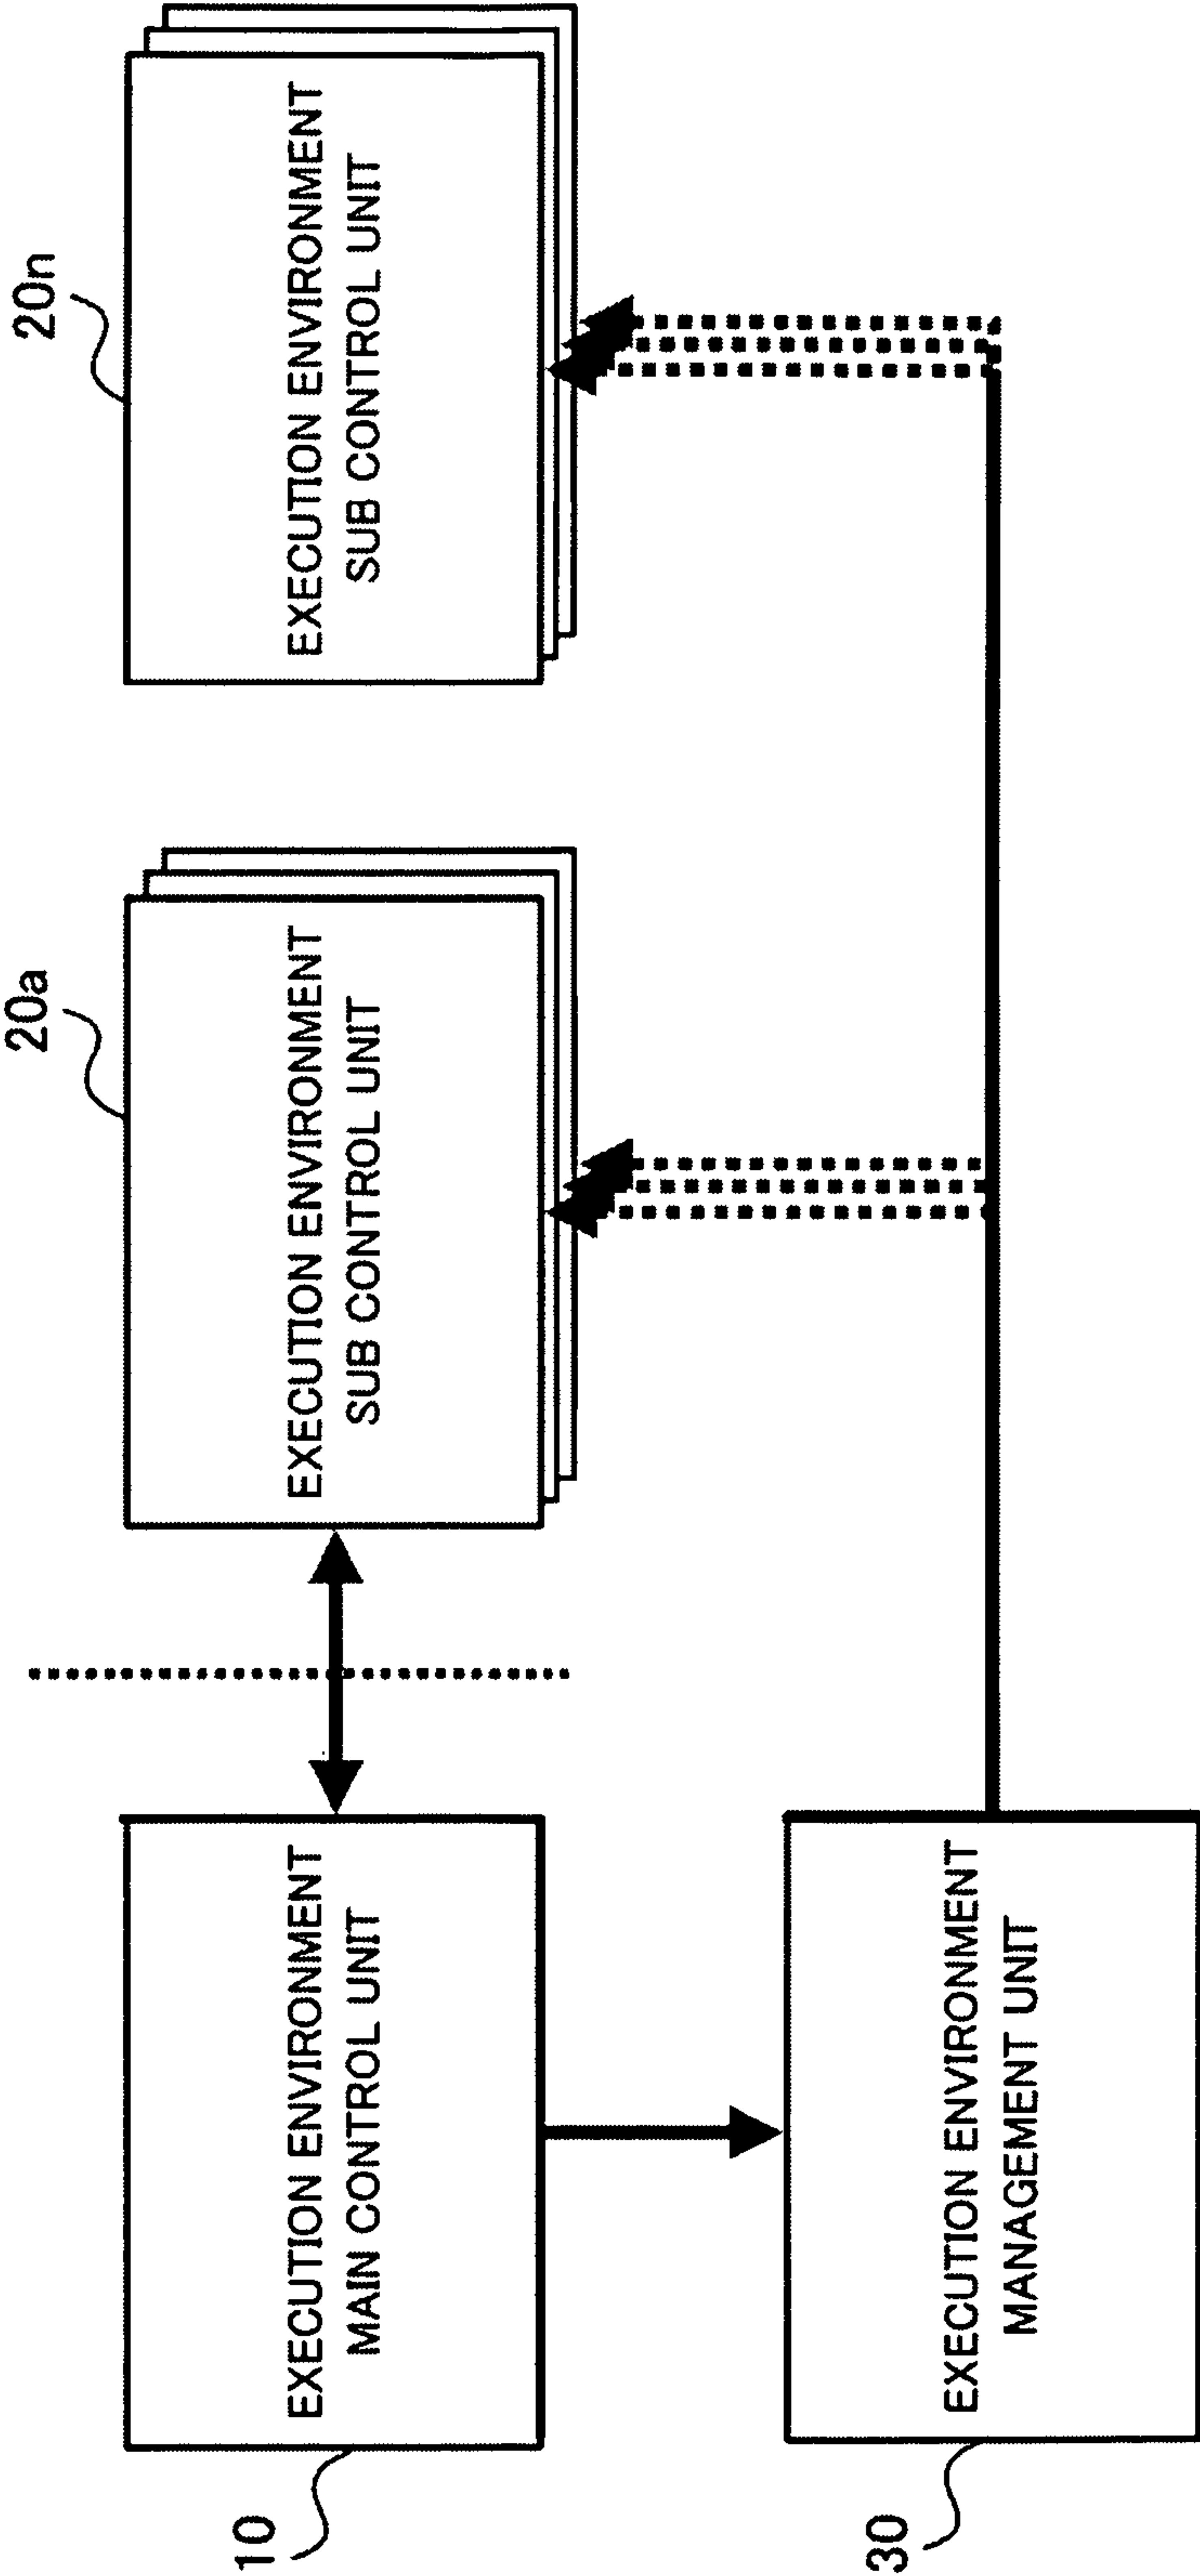 20a
20n
EXECUTION ENVIRONMENT
MAIN CONTROL UNIT
EXECUTION ENVIRONMENT
SUB CONTROL UNIT
EXECUTION ENVIRONMENT
SUB CONTROL UNIT
10
EXECUTION ENVIRONMENT
MANAGEMENT UNIT
30